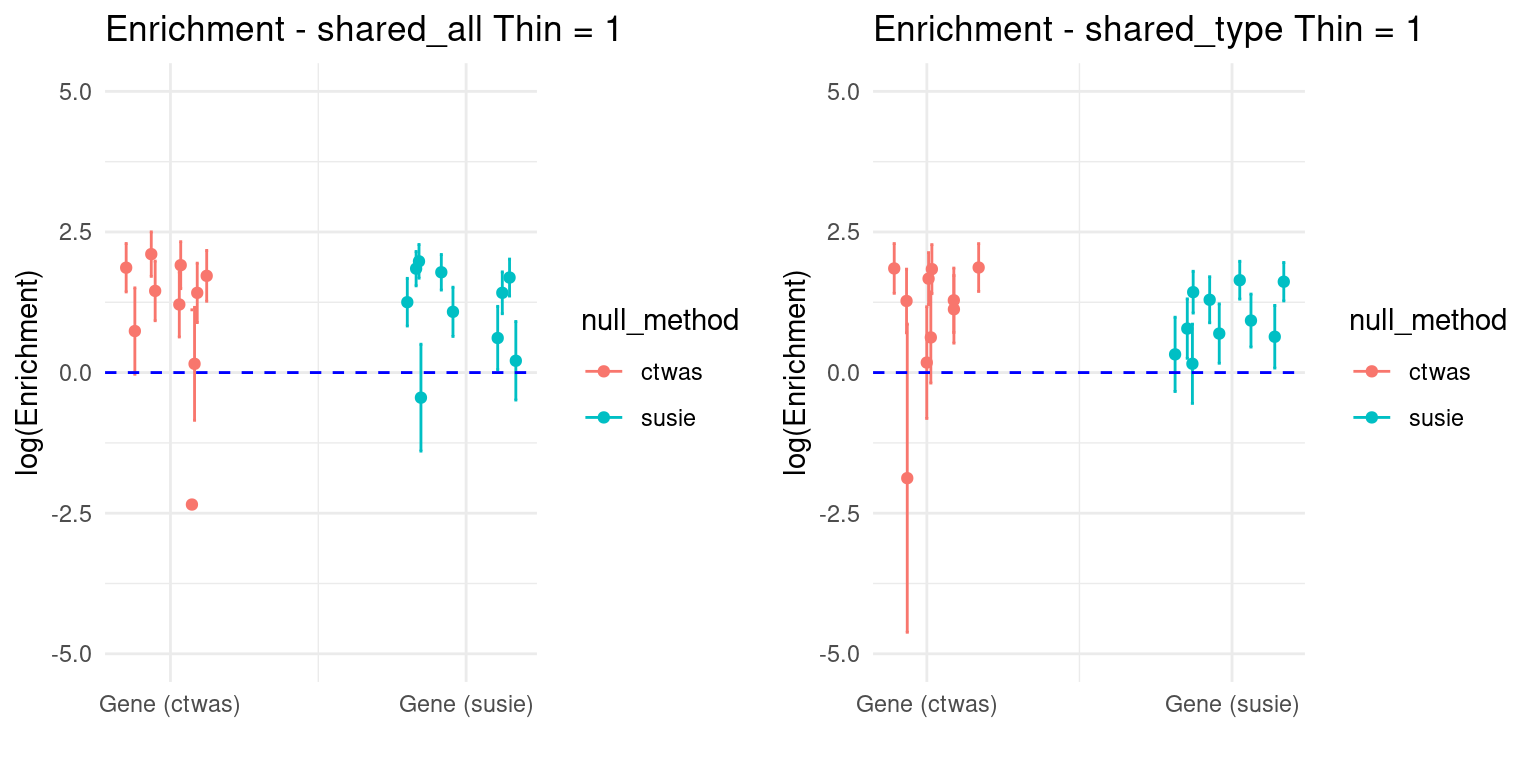 Enrichment - shared_all Thin = 1
log(Enrichment)
5.0
2.5
0.0
-2.5
-5.0
Gene (ctwas)
Gene (susie)
null_method
ctwas
susie
Enrichment - shared_type Thin = 1
log(Enrichment)
5.0
2.5
0.0
-2.5
-5.0
Gene (ctwas)
Gene (susie)
null_method
ctwas
susie